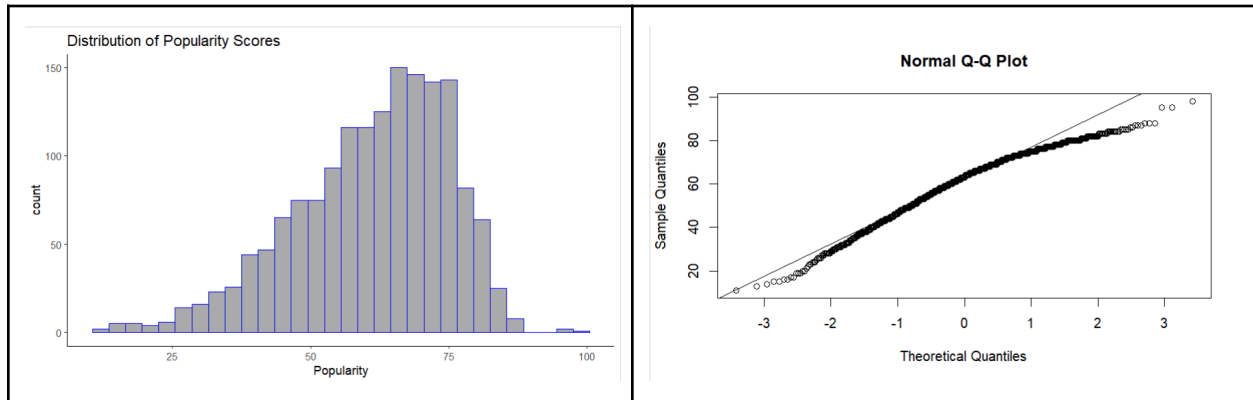 Distribution of Popularity Scores
150
100
50
0
count
25 50 75 100
Popularity
Normal Q-Q Plot
100
80
60
40
20
Sample Quantiles
-3 -2 -1 0 1 2 3
Theoretical Quantiles